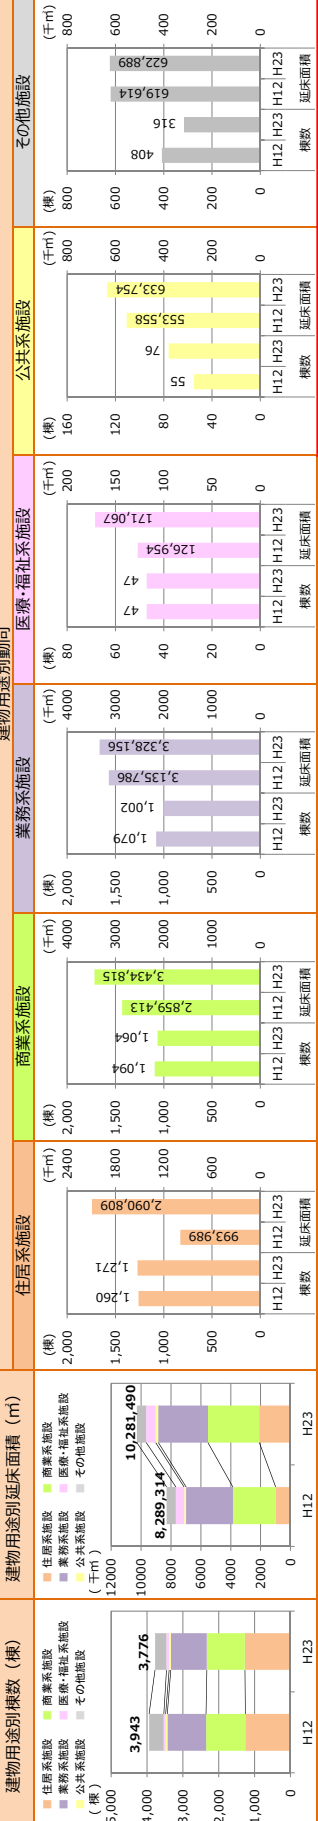 建物用途別棟数（棟）
住居系施設 商業系施設
業務系施設 医療・福祉系施設
公共系施設 その他施設
（棟）
5,000
4,000
3,000
2,000
1,000
0
3,943
3,776
H12 H23
建物用途別延床面積（㎡）
住居系施設 商業系施設
業務系施設 医療・福祉系施設
公共系施設 その他施設
（千㎡）
12000
10000
8000
6000
4000
2000
0
8,289,314
10,281,490
H12 H23
建物用途別動向
住居系施設
（棟） （千㎡）
2,000 2400
1,500 1800
1,000 1200
500 600
0 0
1,260 1,271 993,989 2,090,809
H12 H23 H12 H23
棟数 延床面積
商業系施設
（棟） （千㎡）
2,000 4000
1,500 3000
1,000 2000
500 1000
0 0
1,094 1,064 2,859,413 3,434,815
H12 H23 H12 H23
棟数 延床面積
業務系施設
（棟） （千㎡）
2,000 4000
1,500 3000
1,000 2000
500 1000
0 0
1,079 1,002 3,135,786 3,328,156
H12 H23 H12 H23
棟数 延床面積
医療・福祉系施設
（棟） （千㎡）
80 200
60 150
40 100
20 50
0 0
47 47 126,954 171,067
H12 H23 H12 H23
棟数 延床面積
公共系施設
（棟） （千㎡）
160 800
120 600
80 400
40 200
0 0
55 76 553,558 633,754
H12 H23 H12 H23
棟数 延床面積
その他施設
（棟） （千㎡）
800 800
600 600
400 400
200 200
0 0
408 316 619,614 622,889
H12 H23 H12 H23
棟数 延床面積